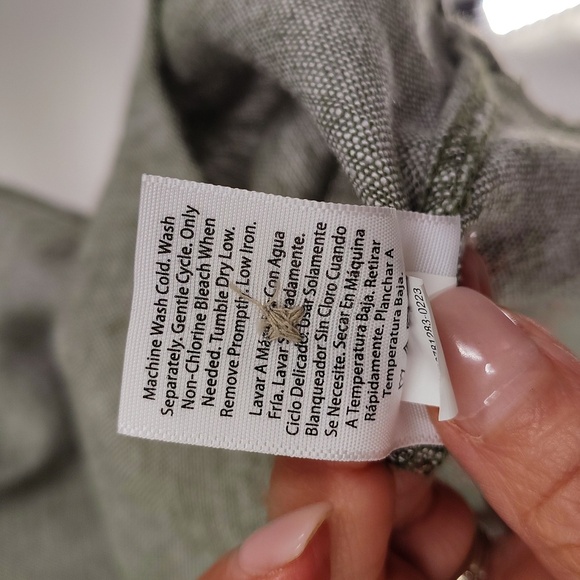 Machine Wash Cold. Wash
Separately. Gentle Cycle. Only
Non-Chlorine Bleach When
Needed. Tumble Dry Low.
Remove Promptly. Low Iron.
Lavar A Con Agua
Fría. Lavar
Ciclo Delicado. Usar Solamente
Blanqueador Sin Cloro Cuando
Se Necesite. Secar En Máquina
A Temperatura Baja. Retirar
Rápidamente. Planchar A
Temperatura Baja